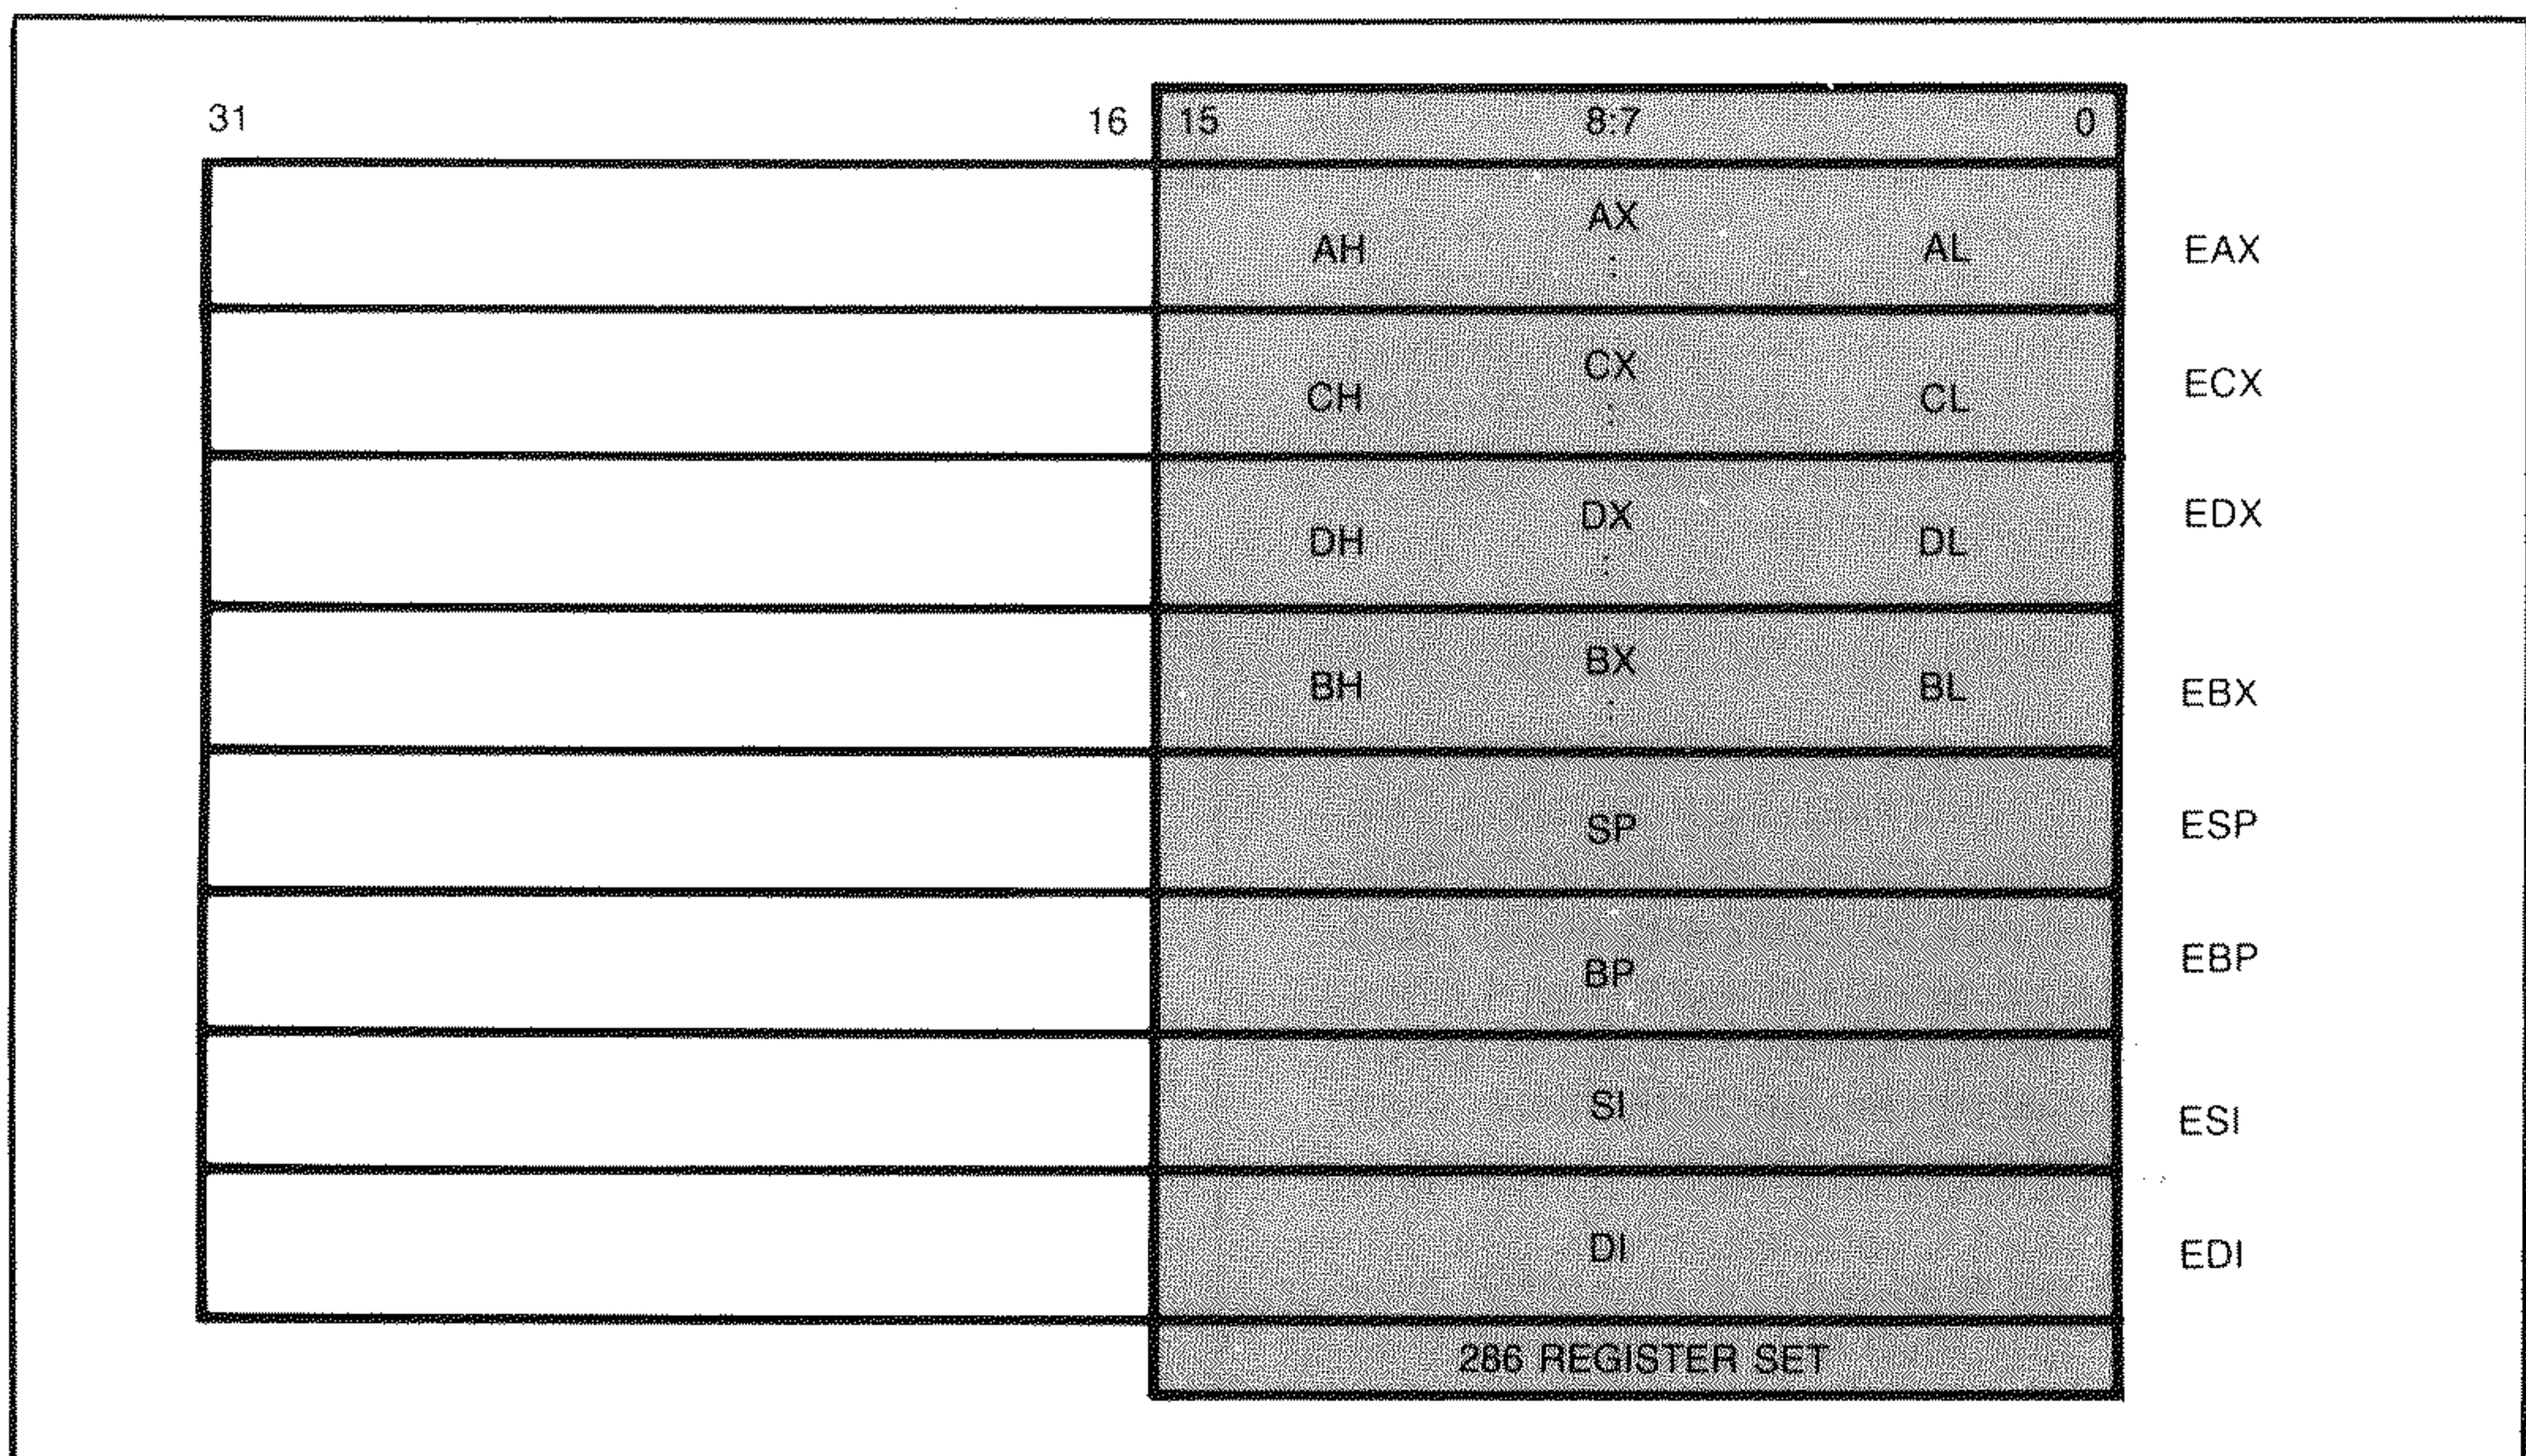 31 16 15 8:7 0
AX
AH AL EAX
:
CX
CH CL ECX
:
DX
DH DL EDX
:
BX
BH BL EBX
:
SP ESP
BP EBP
SI ESI
DI EDI
286 REGISTER SET